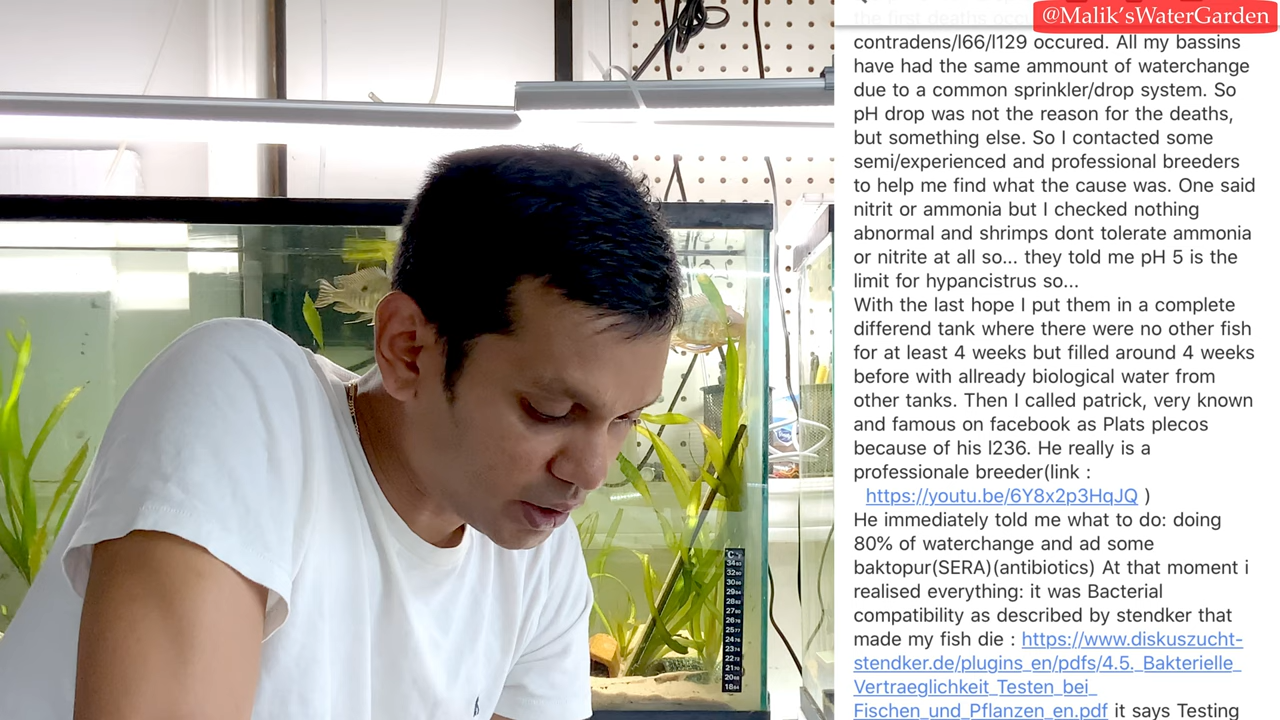 @Malik'sWaterGarden
the first deaths
contradens/l66/l129 occured. All my bassins
have had the same ammount of waterchange
due to a common sprinkler/drop system. So
pH drop was not the reason for the deaths,
but something else. So I contacted some
semi/experienced and professional breeders
to help me find what the cause was. One said
nitrit or ammonia but I checked nothing
abnormal and shrimps dont tolerate ammonia
or nitrite at all so... they told me pH 5 is the
limit for hypancistrus so...
With the last hope I put them in a complete
differend tank where there were no other fish
for at least 4 weeks but filled around 4 weeks
before with allready biological water from
other tanks. Then I called patrick, very known
and famous on facebook as Plats plecos
because of his l236. He really is a
professionale breeder(link :
https://youtu.be/6Y8x2p3HqJQ )
He immediately told me what to do: doing
80% of waterchange and ad some
baktopur(SERA)(antibiotics) At that moment i
realised everything: it was Bacterial
compatibility as described by stendker that
made my fish die : https://www.diskuszucht-
stendker.de/plugins_en/pdfs/4.5._Bakterielle_
Vertraeglichkeit_Testen_bei_
Fischen_und_Pflanzen_en.pdf it says Testing